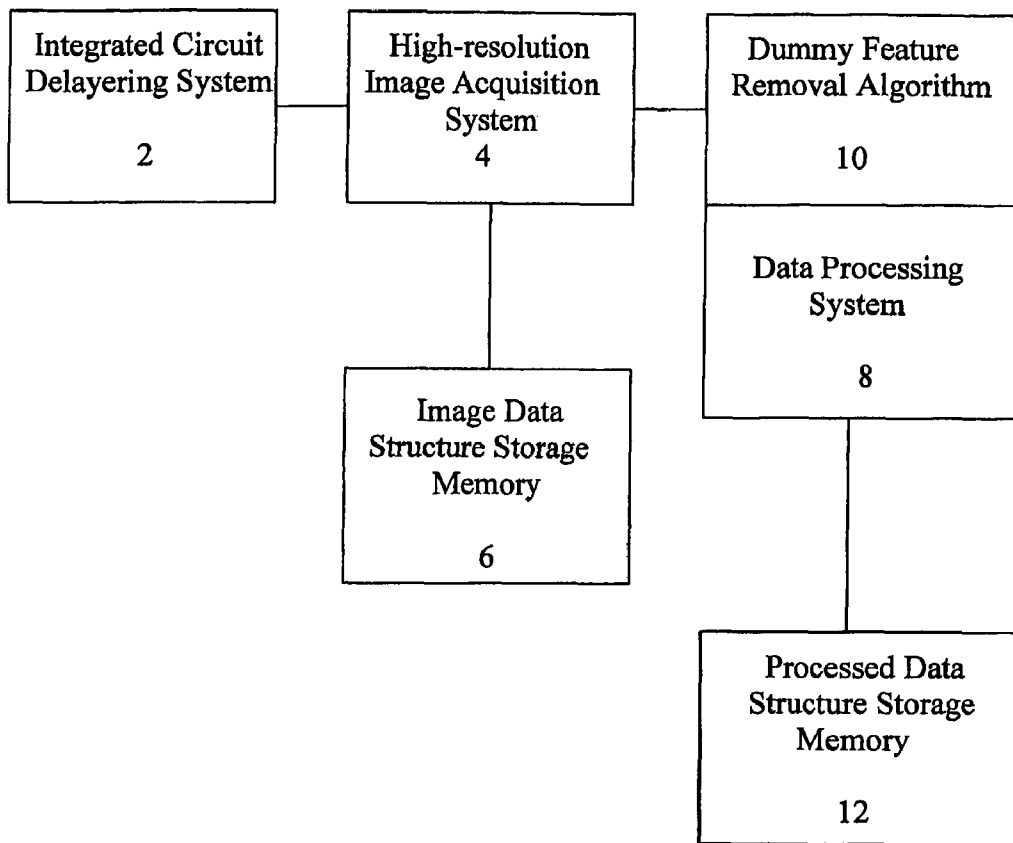 Integrated Circuit
Delayering System
2
High-resolution
Image Acquisition
System
4
Dummy Feature
Removal Algorithm
10
Data Processing
System
8
Image Data
Structure Storage
Memory
6
Processed Data
Structure Storage
Memory
12